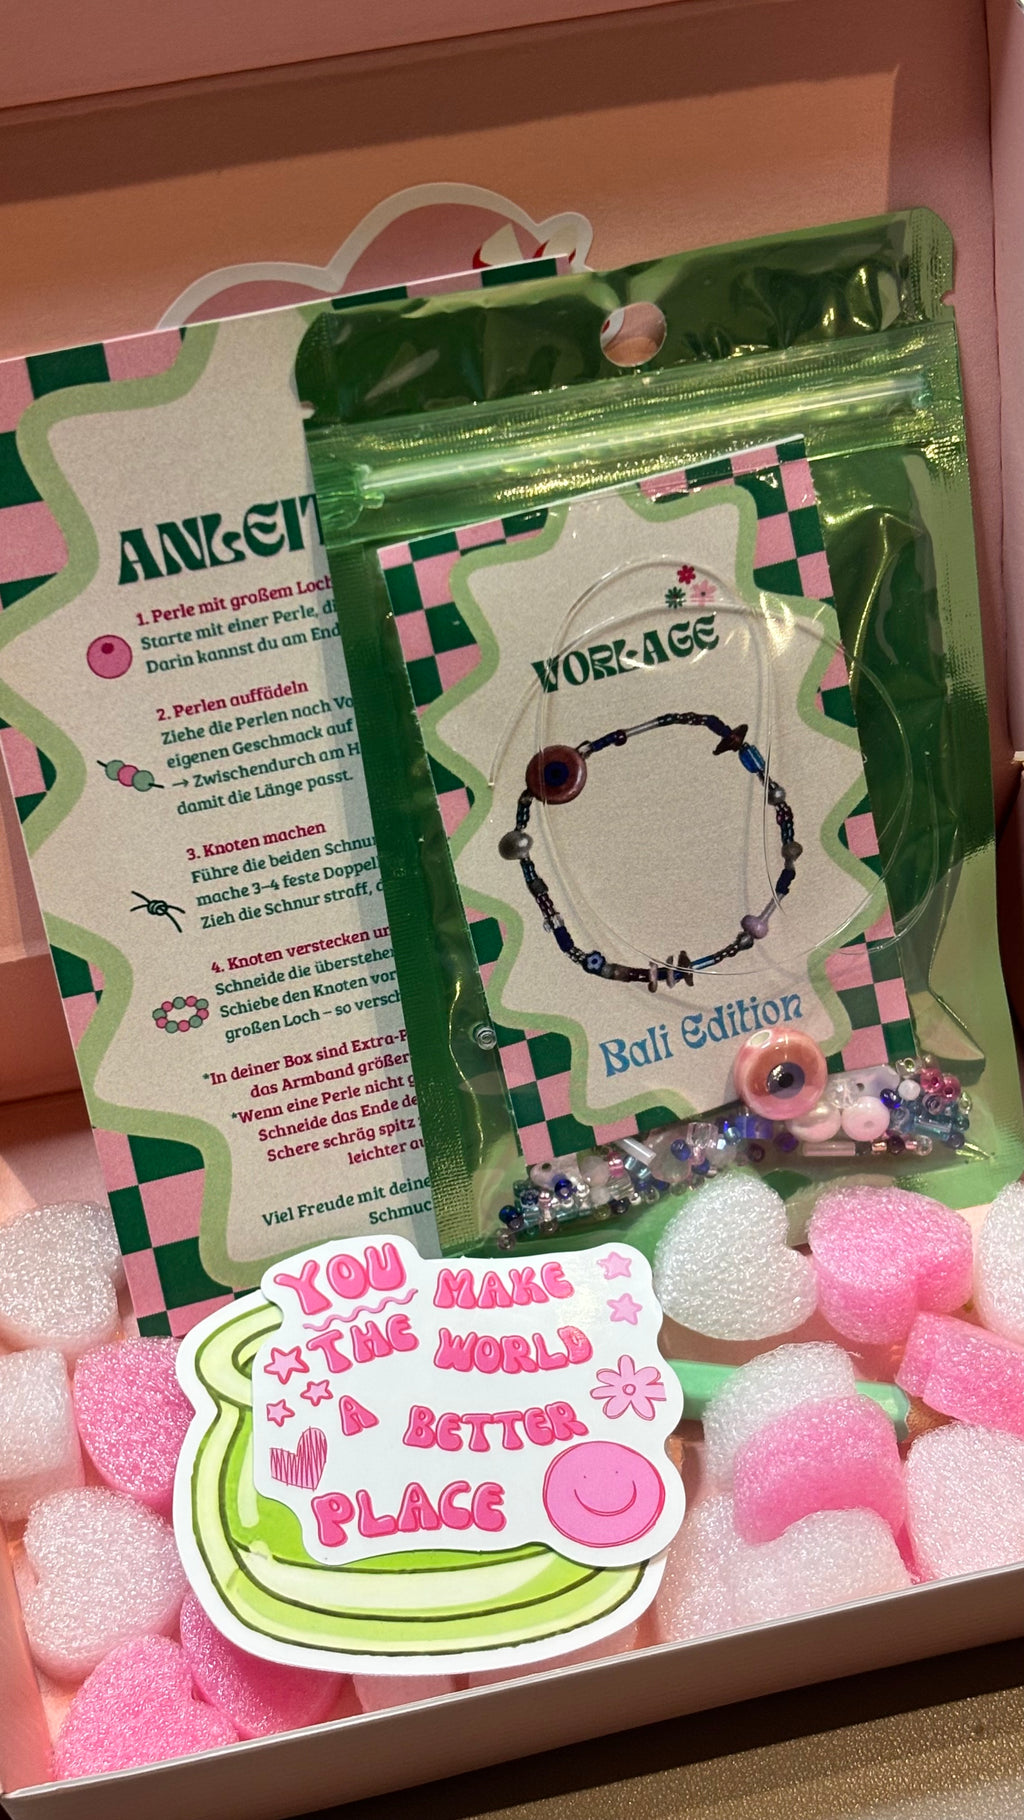 1. Perle mit großem Loch
Starte mit einer Perle,
Darin kannst du am End
2. Perlen auffädeln
Ziehe die Perlen nach Vo
eigenen Geschmack auf
→ Zwischendurch am H
damit die Länge passt.
3. Knoten machen
Führe die beiden Schnu
mache 3–4 feste Doppel
Zieh die Schnur straff, d
4. Knoten verstecken un
Schneide die überstehe
Schiebe den Knoten vor
großen Loch – so versch
*In deiner Box sind Extra-P
das Armband größer
*Wenn eine Perle nicht g
Schneide das Ende de
Schere schräg spitz
leichter au
Viel Freude mit deine
Schmuc
ANLEIT
VORLAGE
Bali Edition
YOU MAKE
THE WORLD
A BETTER
PLACE